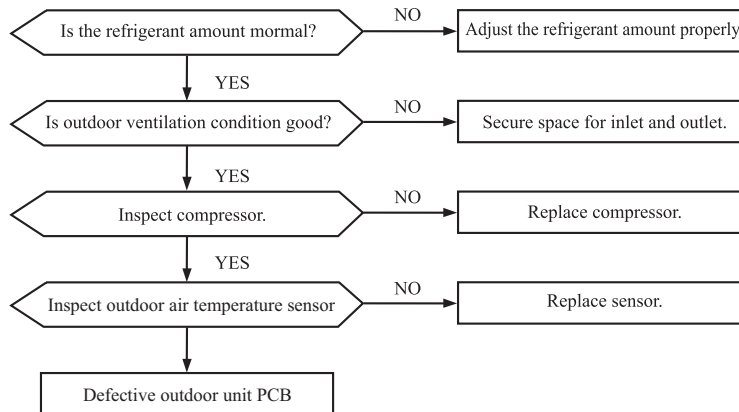 Is the refrigerant amount mormal?
NO
Adjust the refrigerant amount properly
YES
Is outdoor ventilation condition good?
NO
Secure space for inlet and outlet.
YES
Inspect compressor.
NO
Replace compressor.
YES
Inspect outdoor air temperature sensor
NO
Replace sensor.
Defective outdoor unit PCB